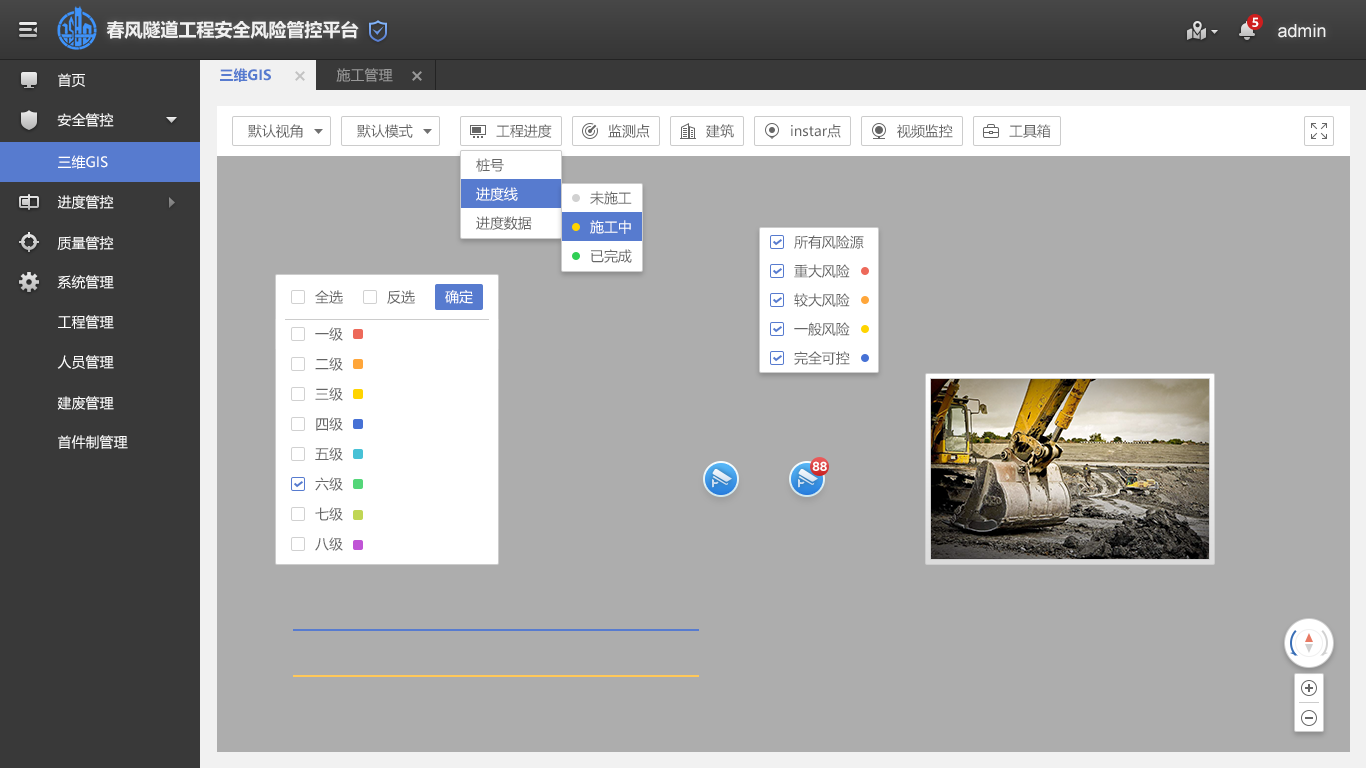 春风隧道工程安全风险管控平台
5
admin
首页
安全管控
三维GIS
进度管控
质量管控
系统管理
工程管理
人员管理
建废管理
首件制管理
三维GIS
施工管理
默认视角
默认模式
工程进度
监测点
建筑
instar点
视频监控
工具箱
桩号
进度线
进度数据
未施工
施工中
已完成
所有风险源
重大风险
较大风险
一般风险
完全可控
全选
反选
确定
一级
二级
三级
四级
五级
六级
七级
八级
88